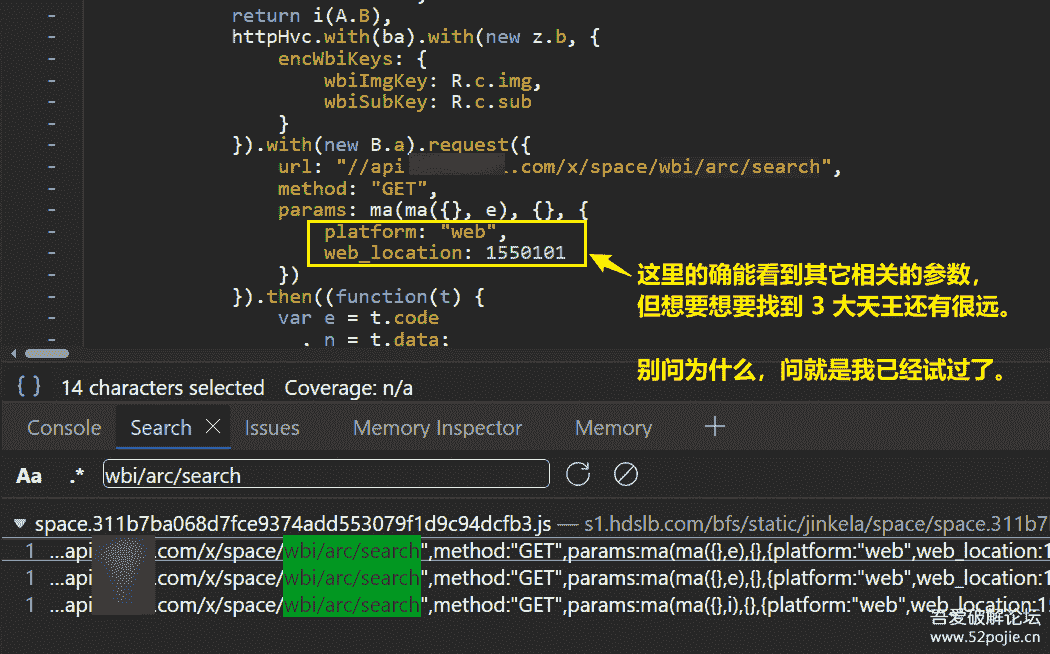 return i(A.B),
httpHvc.with(ba).with(new z.b, {
encWbiKeys: {
wbiImgKey: R.c.img,
wbiSubKey: R.c.sub
}
}).with(new B.a).request({
url: "//api .com/x/space/wbi/arc/search",
method: "GET",
params: ma(ma({}, e), {}, {
platform: "web",
web_location: 1550101
})
}).then((function(t) {
var e = t.code
, n = t.data;
这里的确能看到其它相关的参数，
但想要想要找到 3 大天王还有很远。
别问为什么，问就是我已经试过了。
{ } 14 characters selected Coverage: n/a
Console Search × Issues Memory Inspector Memory +
Aa .* wbi/arc/search
space.311b7ba068d7fce9374add553079f1d9c94dcfb3.js — s1.hdslb.com/bfs/static/jinkela/space/space.311b7
1 ...api .com/x/space/wbi/arc/search",method:"GET",params:ma(ma({},e),{},{platform:"web",web_location:1
1 ...api .com/x/space/wbi/arc/search",method:"GET",params:ma(ma({},e),{},{platform:"web",web_location:1
1 ...api .com/x/space/wbi/arc/search",method:"GET",params:ma(ma({},i),{},{platform:"web",web_location:1
吾爱破解论坛
www.52pojie.cn